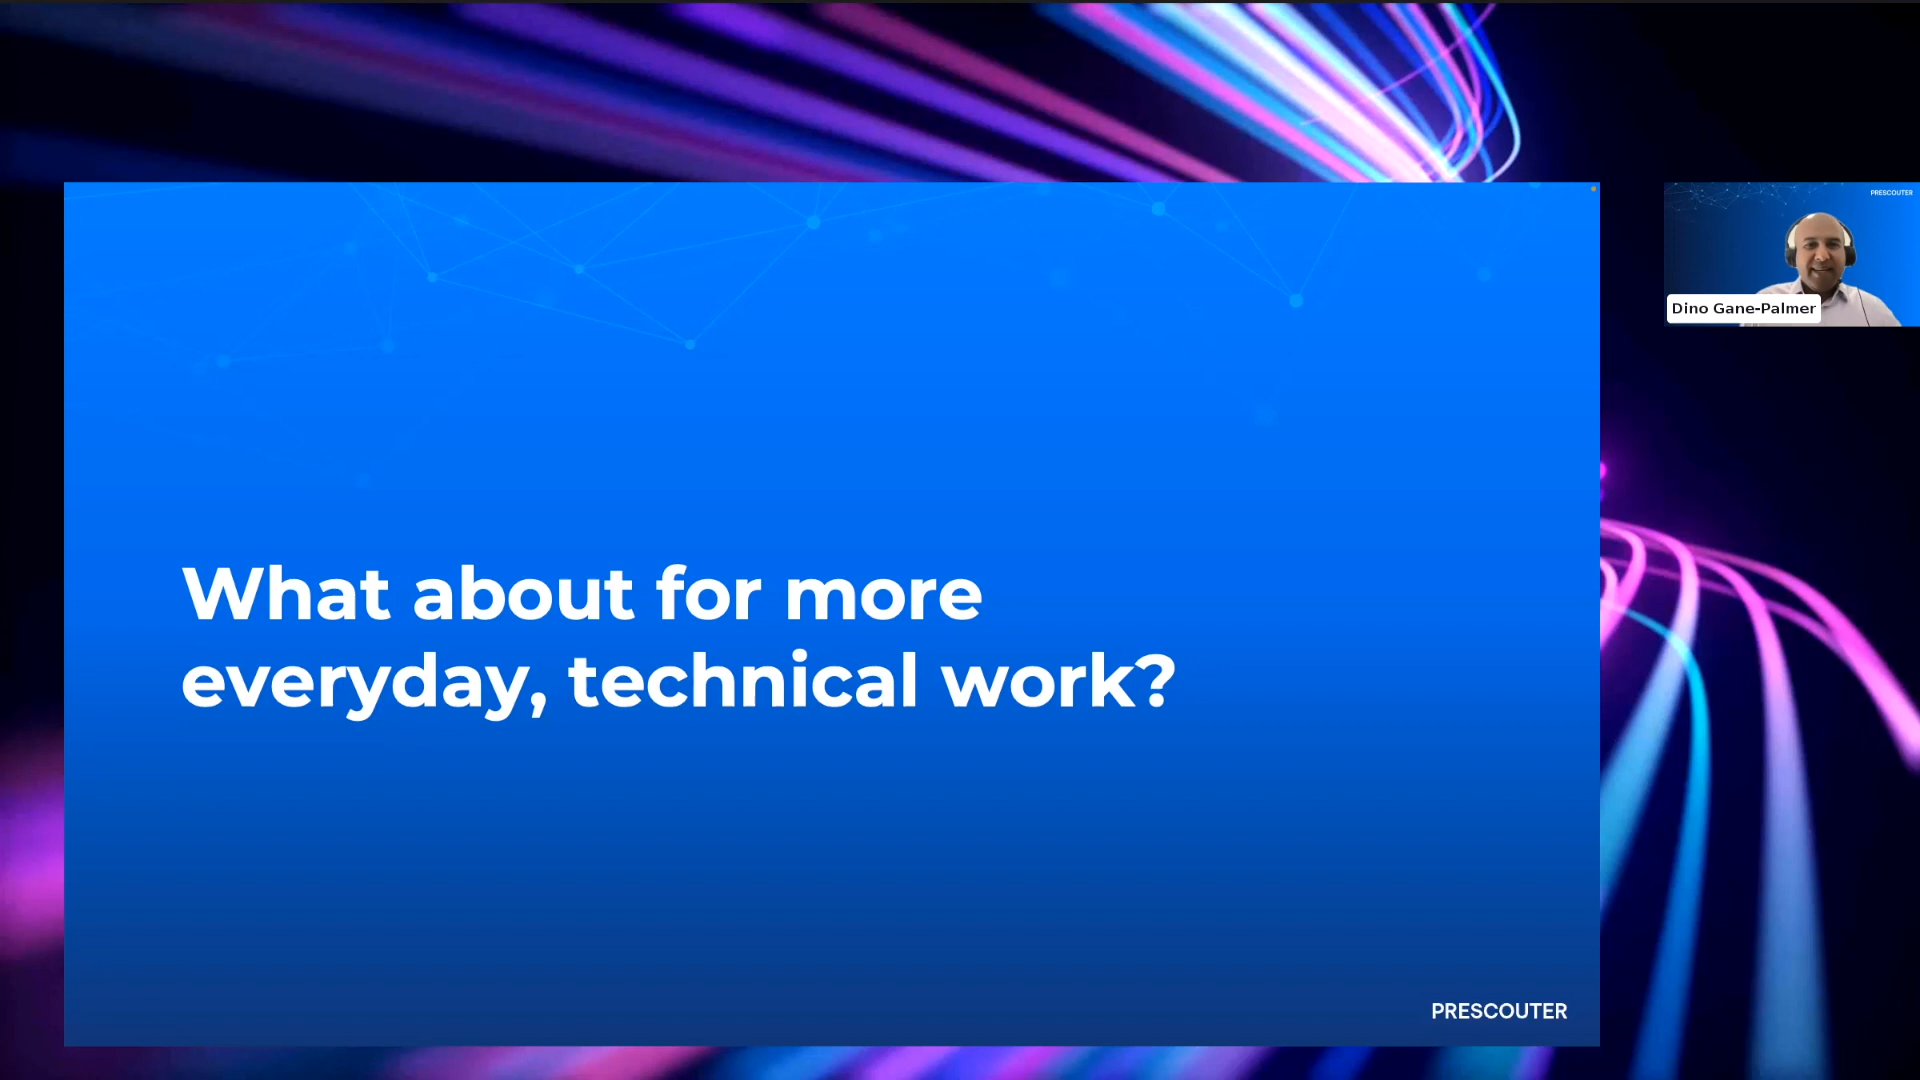 PRESCOUTER
Dino Gane-Palmer
What about for more
everyday, technical work?
PRESCOUTER